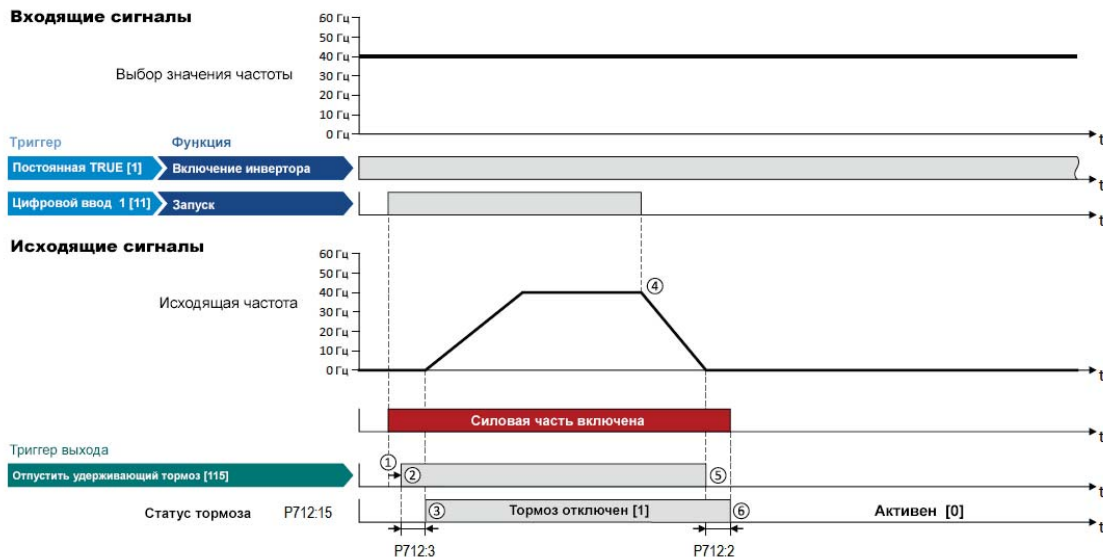 Входящие сигналы
60 Гц
50 Гц
Выбор значения частоты
40 Гц
30 Гц
20 Гц
10 Гц
0 Гц
t
Триггер Функция
Постоянная TRUE [1] Включение инвертора
t
Цифровой ввод 1 [11] Запуск
t
Исходящие сигналы
60 Гц
50 Гц
Исходящая частота
40 Гц
④
30 Гц
20 Гц
10 Гц
0 Гц
t
Силовая часть включена
t
Триггер выхода
Отпустить удерживающий тормоз [115]
① ② ⑤
t
Статус тормоза P712:15
③ Тормоз отключен [1] ⑥ Активен [0]
t
P712:3 P712:2